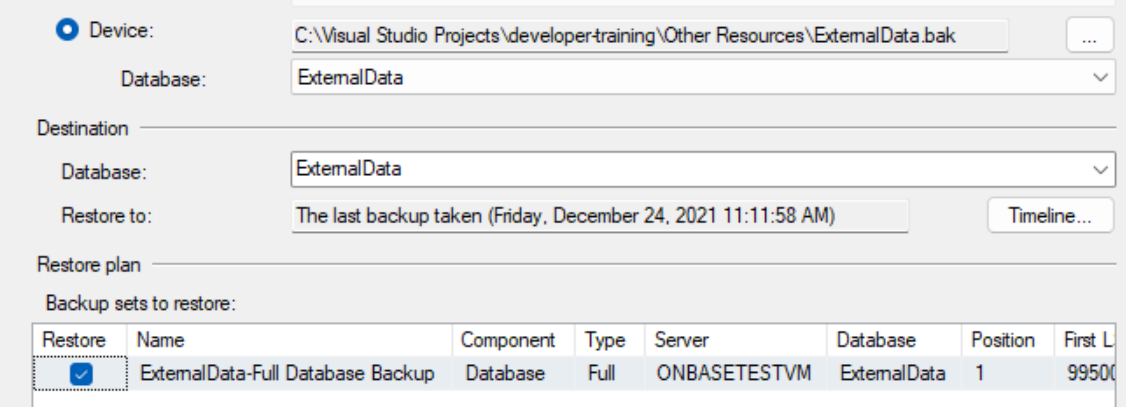 Device: C:\Visual Studio Projects\developer-training\Other Resources\ExternalData.bak ...
Database: ExternalData
Destination
Database: ExternalData
Restore to: The last backup taken (Friday, December 24, 2021 11:11:58 AM) Timeline...
Restore plan
Backup sets to restore:
Restore Name Component Type Server Database Position First L
ExternalData-Full Database Backup Database Full ONBASETESTVM ExternalData 1 99500